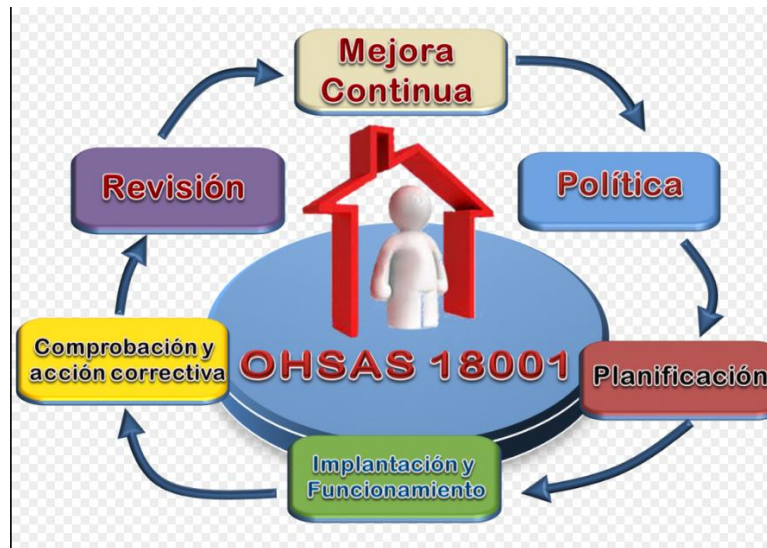 Mejora
Continua
Política
Planificación
Implantación y
Funcionamiento
Comprobación y
acción correctiva
Revisión
OHSAS 18001